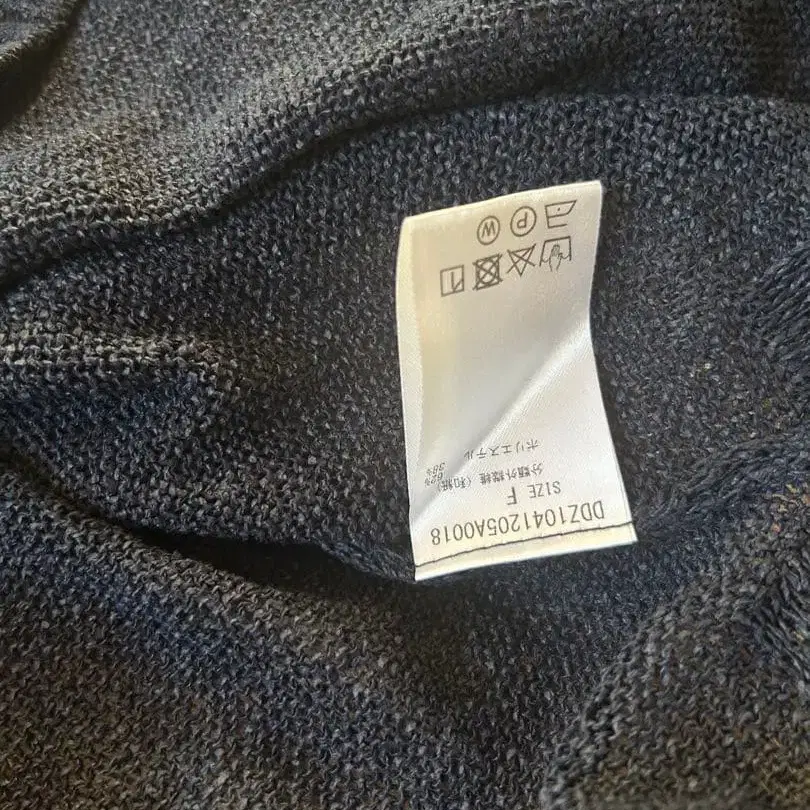 DDZ1041205A0018
SIZE F
分類外繊維(和紙) 62%
ポリエステル 38%
P W